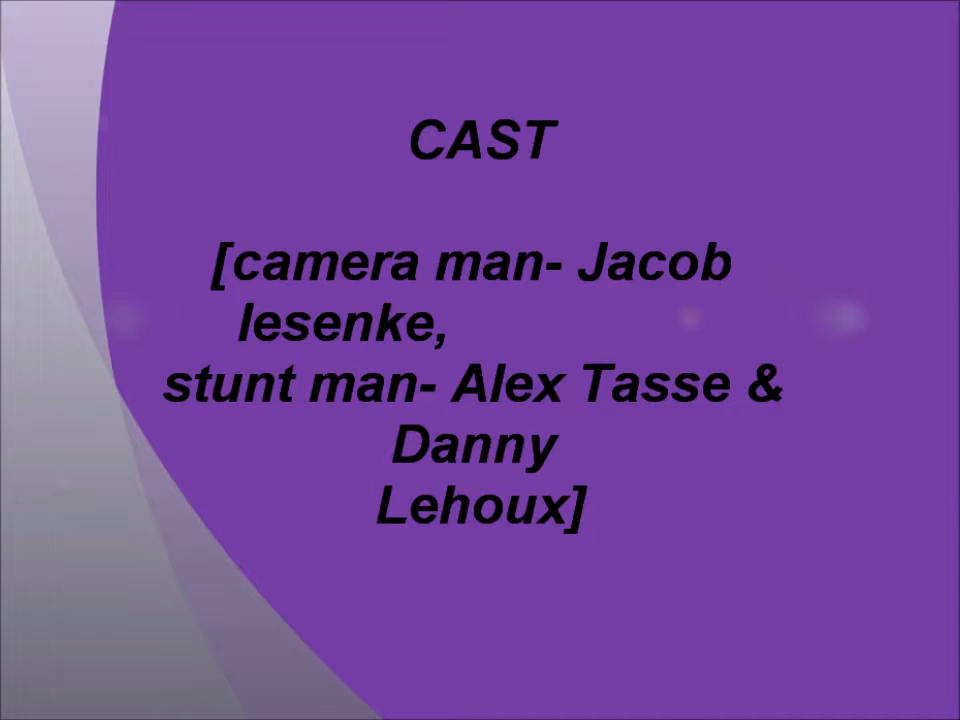 CAST
[camera man- Jacob
lesenke,
stunt man- Alex Tasse &
Danny
Lehoux]